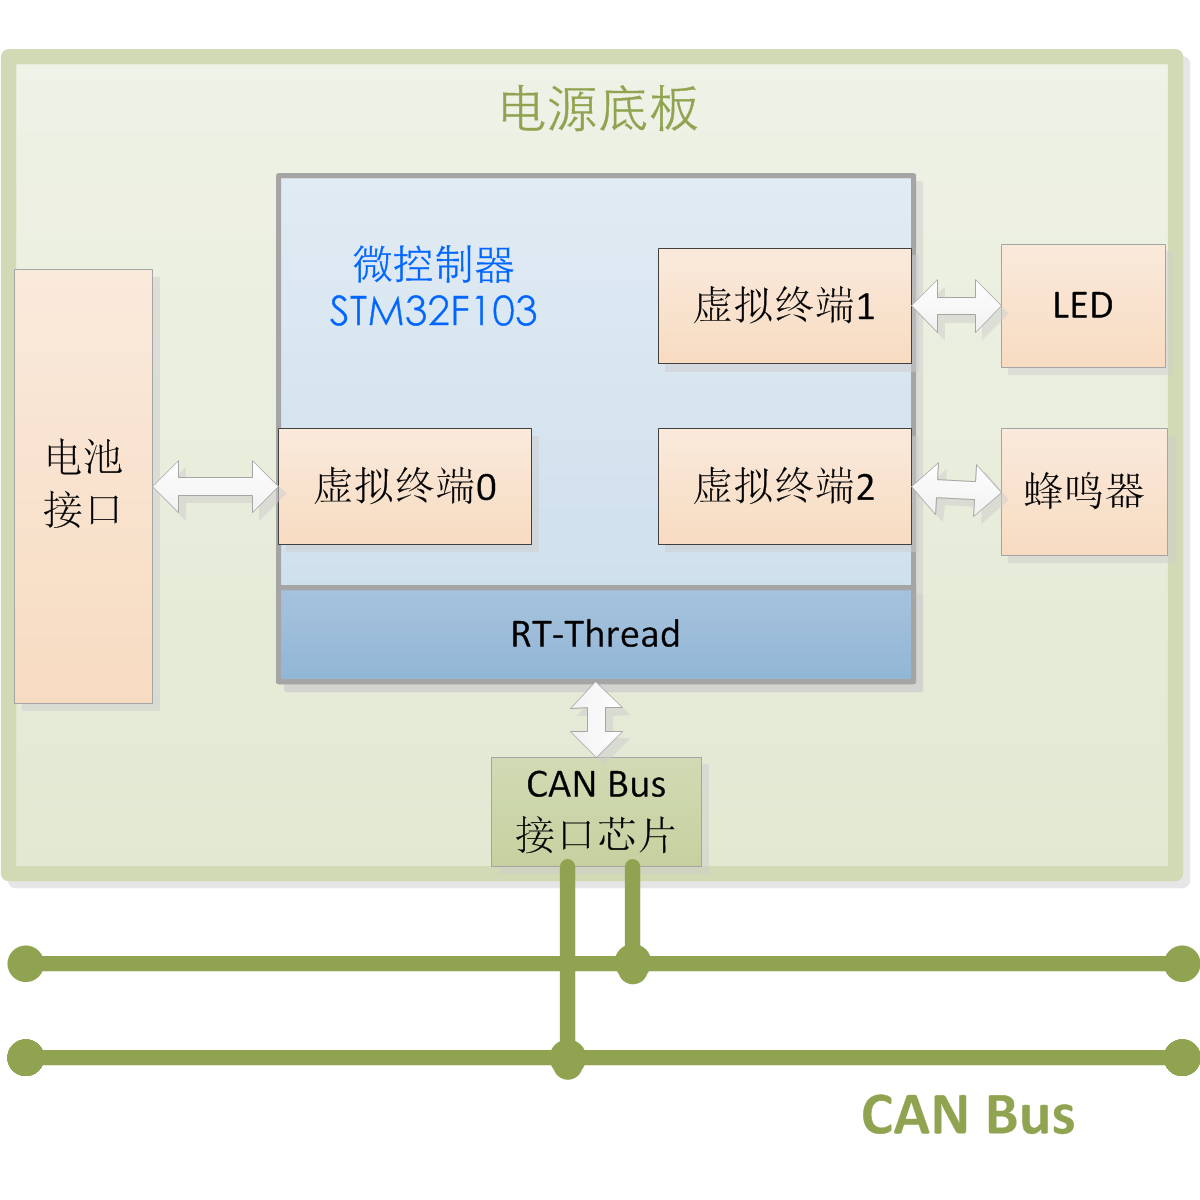 电源底板
微控制器
STM32F103
虚拟终端1
LED
电池
接口
虚拟终端0
虚拟终端2
蜂鸣器
RT-Thread
CAN Bus
接口芯片
CAN Bus